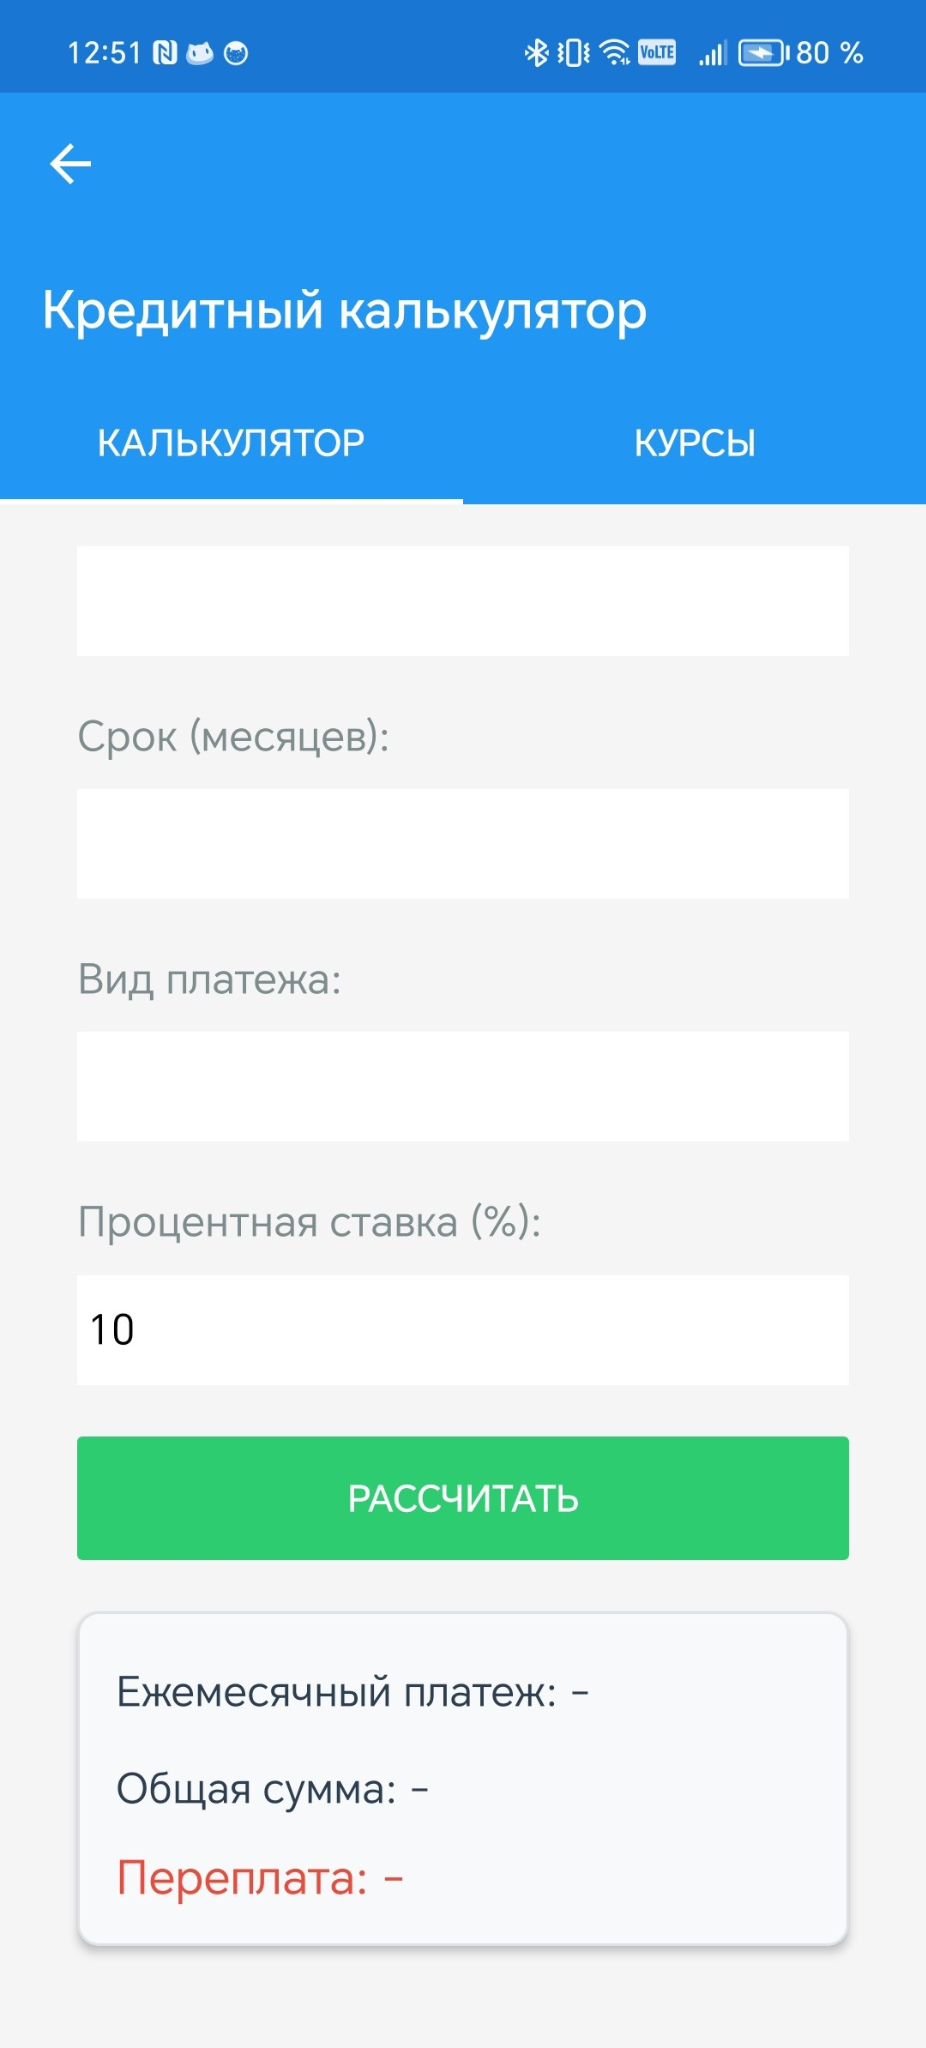 12:51 VoLTE 80 %
Кредитный калькулятор
КАЛЬКУЛЯТОР КУРСЫ
Срок (месяцев):
Вид платежа:
Процентная ставка (%):
10
РАССЧИТАТЬ
Ежемесячный платеж: -
Общая сумма: -
Переплата: -